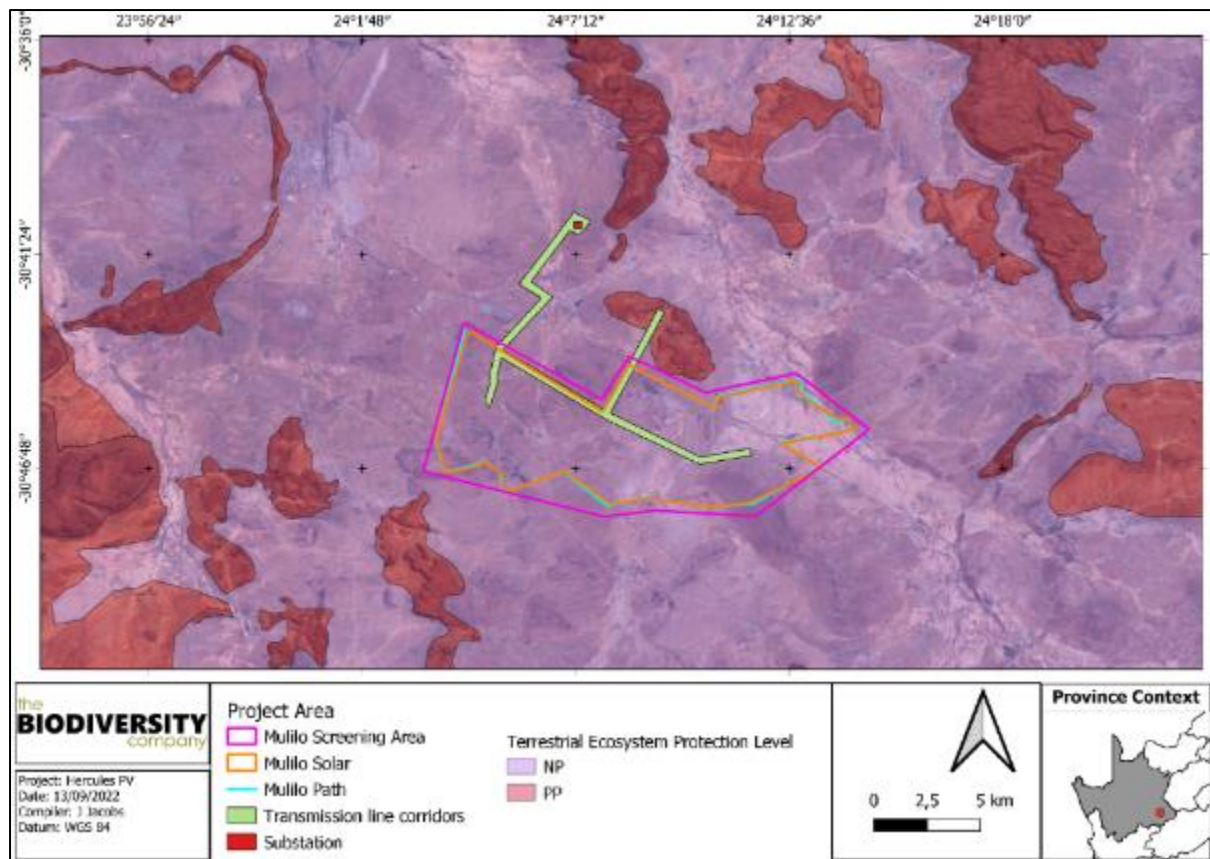 23°56'24" 24°1'48" 24°7'12" 24°12'36" 24°18'0"
-30°36'0"
-30°41'24"
-30°46'48"
the
BIODIVERSITY
company
Project: Hercules PV
Date: 13/09/2022
Compiler: J Jacobs
Datum: WGS 84
Project Area
Mulilo Screening Area
Mulilo Solar
Mulilo Path
Transmission line corridors
Substation
Terrestrial Ecosystem Protection Level
NP
PP
0 2,5 5 km
Province Context